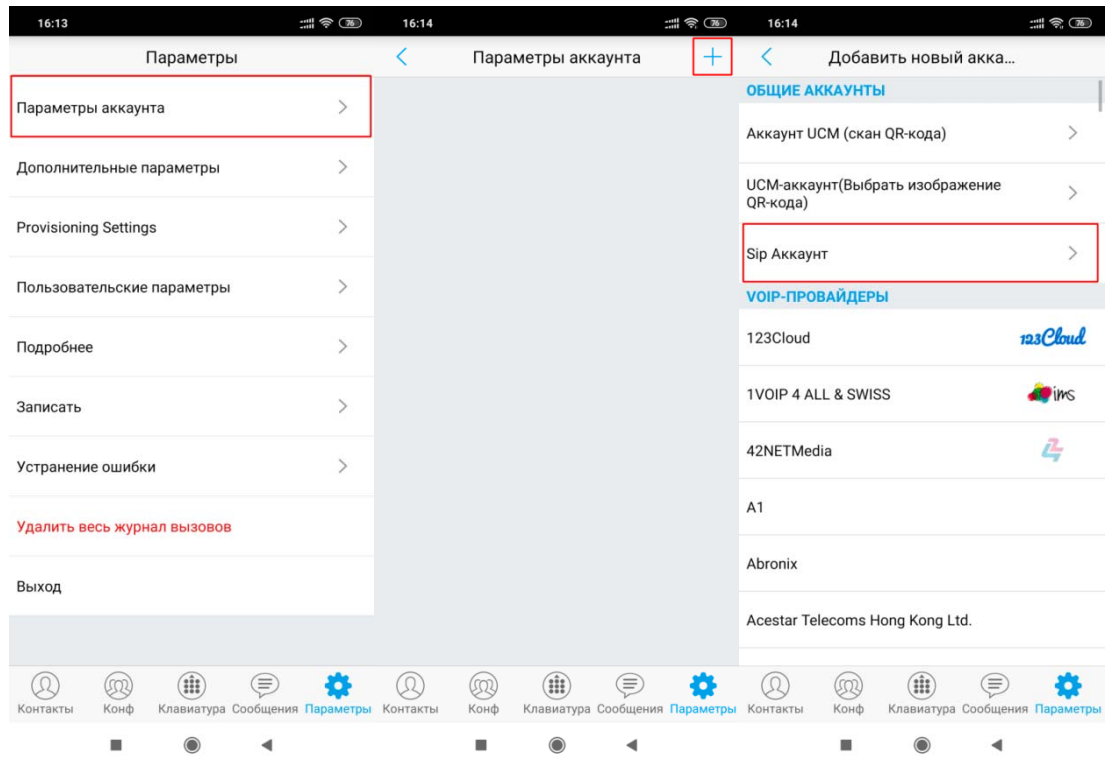 16:13
76
Параметры
Параметры аккаунта
Дополнительные параметры
Provisioning Settings
Пользовательские параметры
Подробнее
Записать
Устранение ошибки
Удалить весь журнал вызовов
Выход
Контакты
Конф
Клавиатура
Сообщения
Параметры
16:14
76
Параметры аккаунта
Контакты
Конф
Клавиатура
Сообщения
Параметры
16:14
76
Добавить новый акка...
ОБЩИЕ АККАУНТЫ
Аккаунт UCM (скан QR-кода)
UCM-аккаунт(Выбрать изображение
QR-кода)
Sip Аккаунт
VOIP-ПРОВАЙДЕРЫ
123Cloud
123Cloud
1VOIP 4 ALL & SWISS
ims
42NETMedia
A1
Abronix
Acestar Telecoms Hong Kong Ltd.
Контакты
Конф
Клавиатура
Сообщения
Параметры